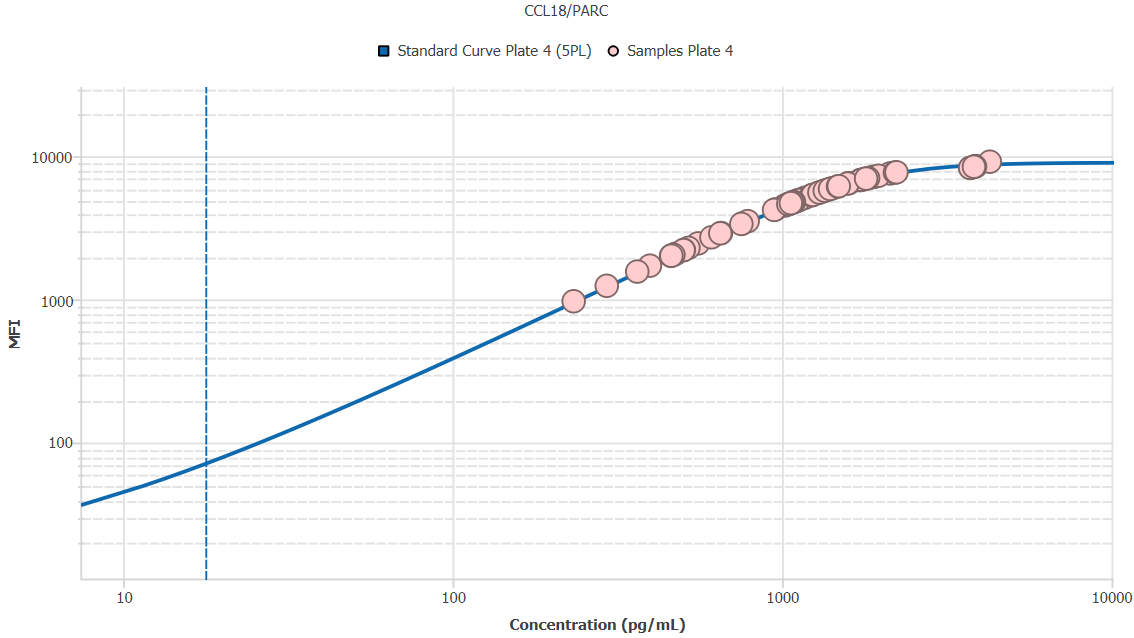 CCL18/PARC
Standard Curve Plate 4 (5PL) Samples Plate 4
10000
1000
100
MFI
10 100 1000 10000
Concentration (pg/mL)